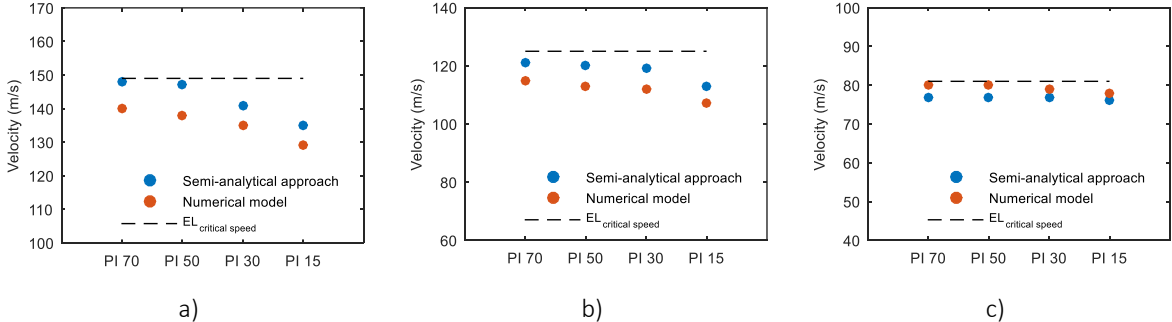 170
160
150
140
130
120
110
100
Velocity (m/s)
Semi-analytical approach
Numerical model
EL critical speed
PI 70 PI 50 PI 30 PI 15
a)
140
120
100
80
60
Velocity (m/s)
Semi-analytical approach
Numerical model
EL critical speed
PI 70 PI 50 PI 30 PI 15
b)
100
90
80
70
60
50
40
Velocity (m/s)
Semi-analytical approach
Numerical model
EL critical speed
PI 70 PI 50 PI 30 PI 15
c)